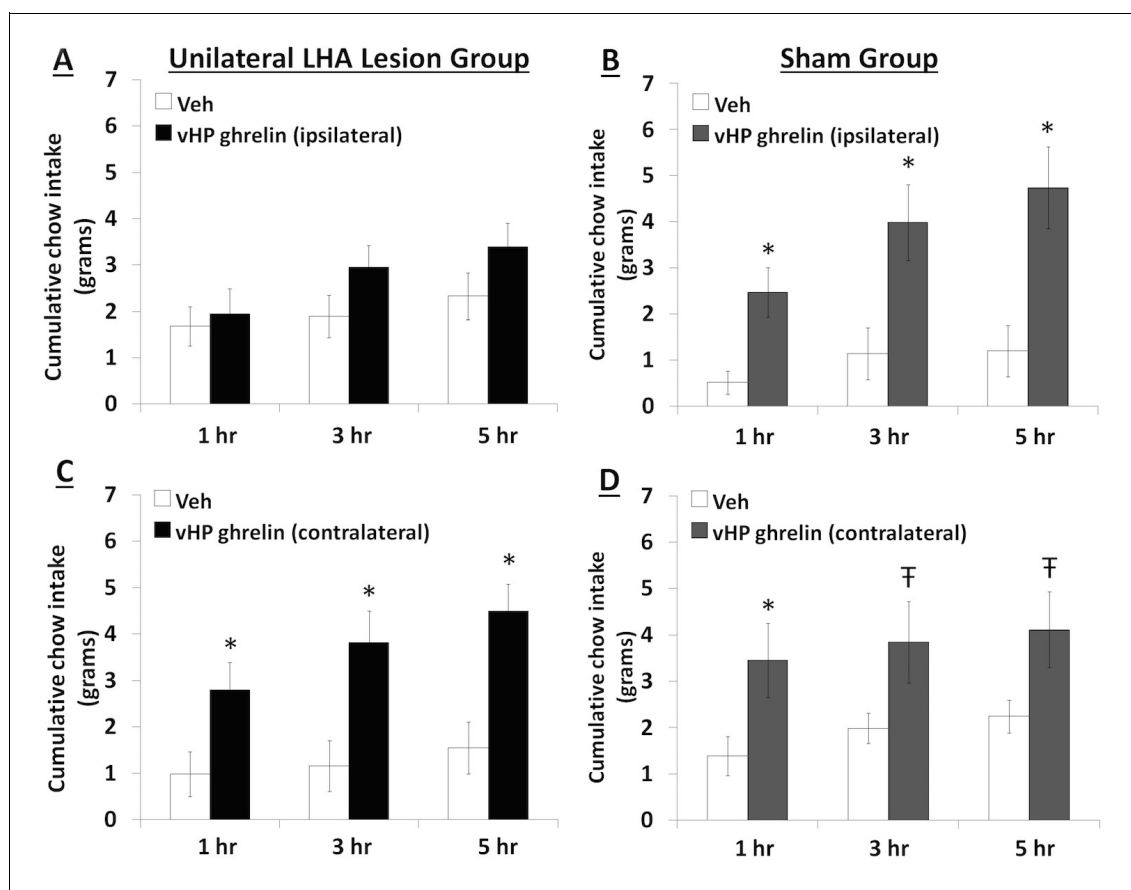 A
Unilateral LHA Lesion Group
7
6
5
4
3
2
1
0
Cumulative chow intake
(grams)
Veh
vHP ghrelin (ipsilateral)
1 hr
3 hr
5 hr
B
Sham Group
7
6
5
4
3
2
1
0
Cumulative chow intake
(grams)
Veh
vHP ghrelin (ipsilateral)
*
*
*
1 hr
3 hr
5 hr
C
7
6
5
4
3
2
1
0
Cumulative chow intake
(grams)
Veh
vHP ghrelin (contralateral)
*
*
*
1 hr
3 hr
5 hr
D
7
6
5
4
3
2
1
0
Cumulative chow intake
(grams)
Veh
vHP ghrelin (contralateral)
*
Ŧ
Ŧ
1 hr
3 hr
5 hr